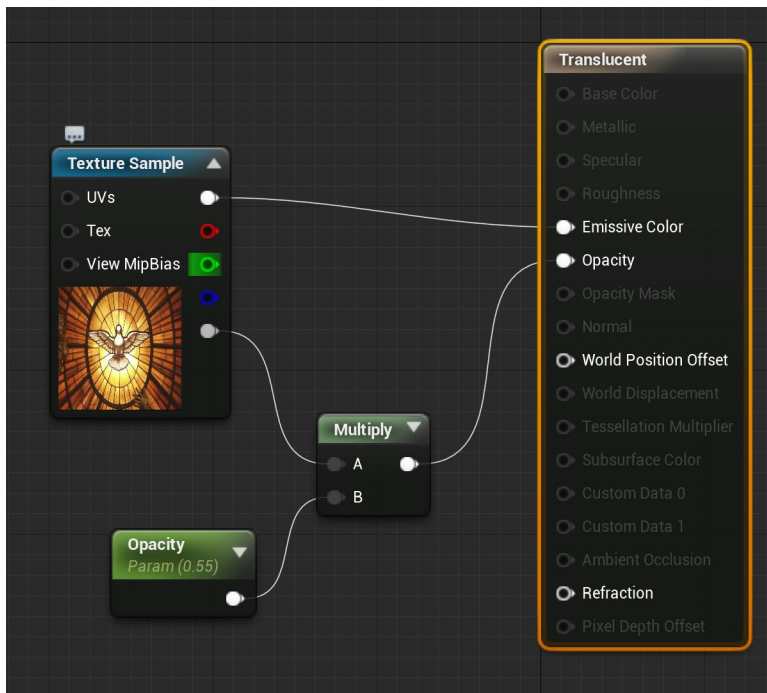 Texture Sample
UVs
Tex
View MipBias
Opacity
Param (0.55)
Multiply
A
B
Translucent
Base Color
Metallic
Specular
Roughness
Emissive Color
Opacity
Opacity Mask
Normal
World Position Offset
World Displacement
Tessellation Multiplier
Subsurface Color
Custom Data 0
Custom Data 1
Ambient Occlusion
Refraction
Pixel Depth Offset